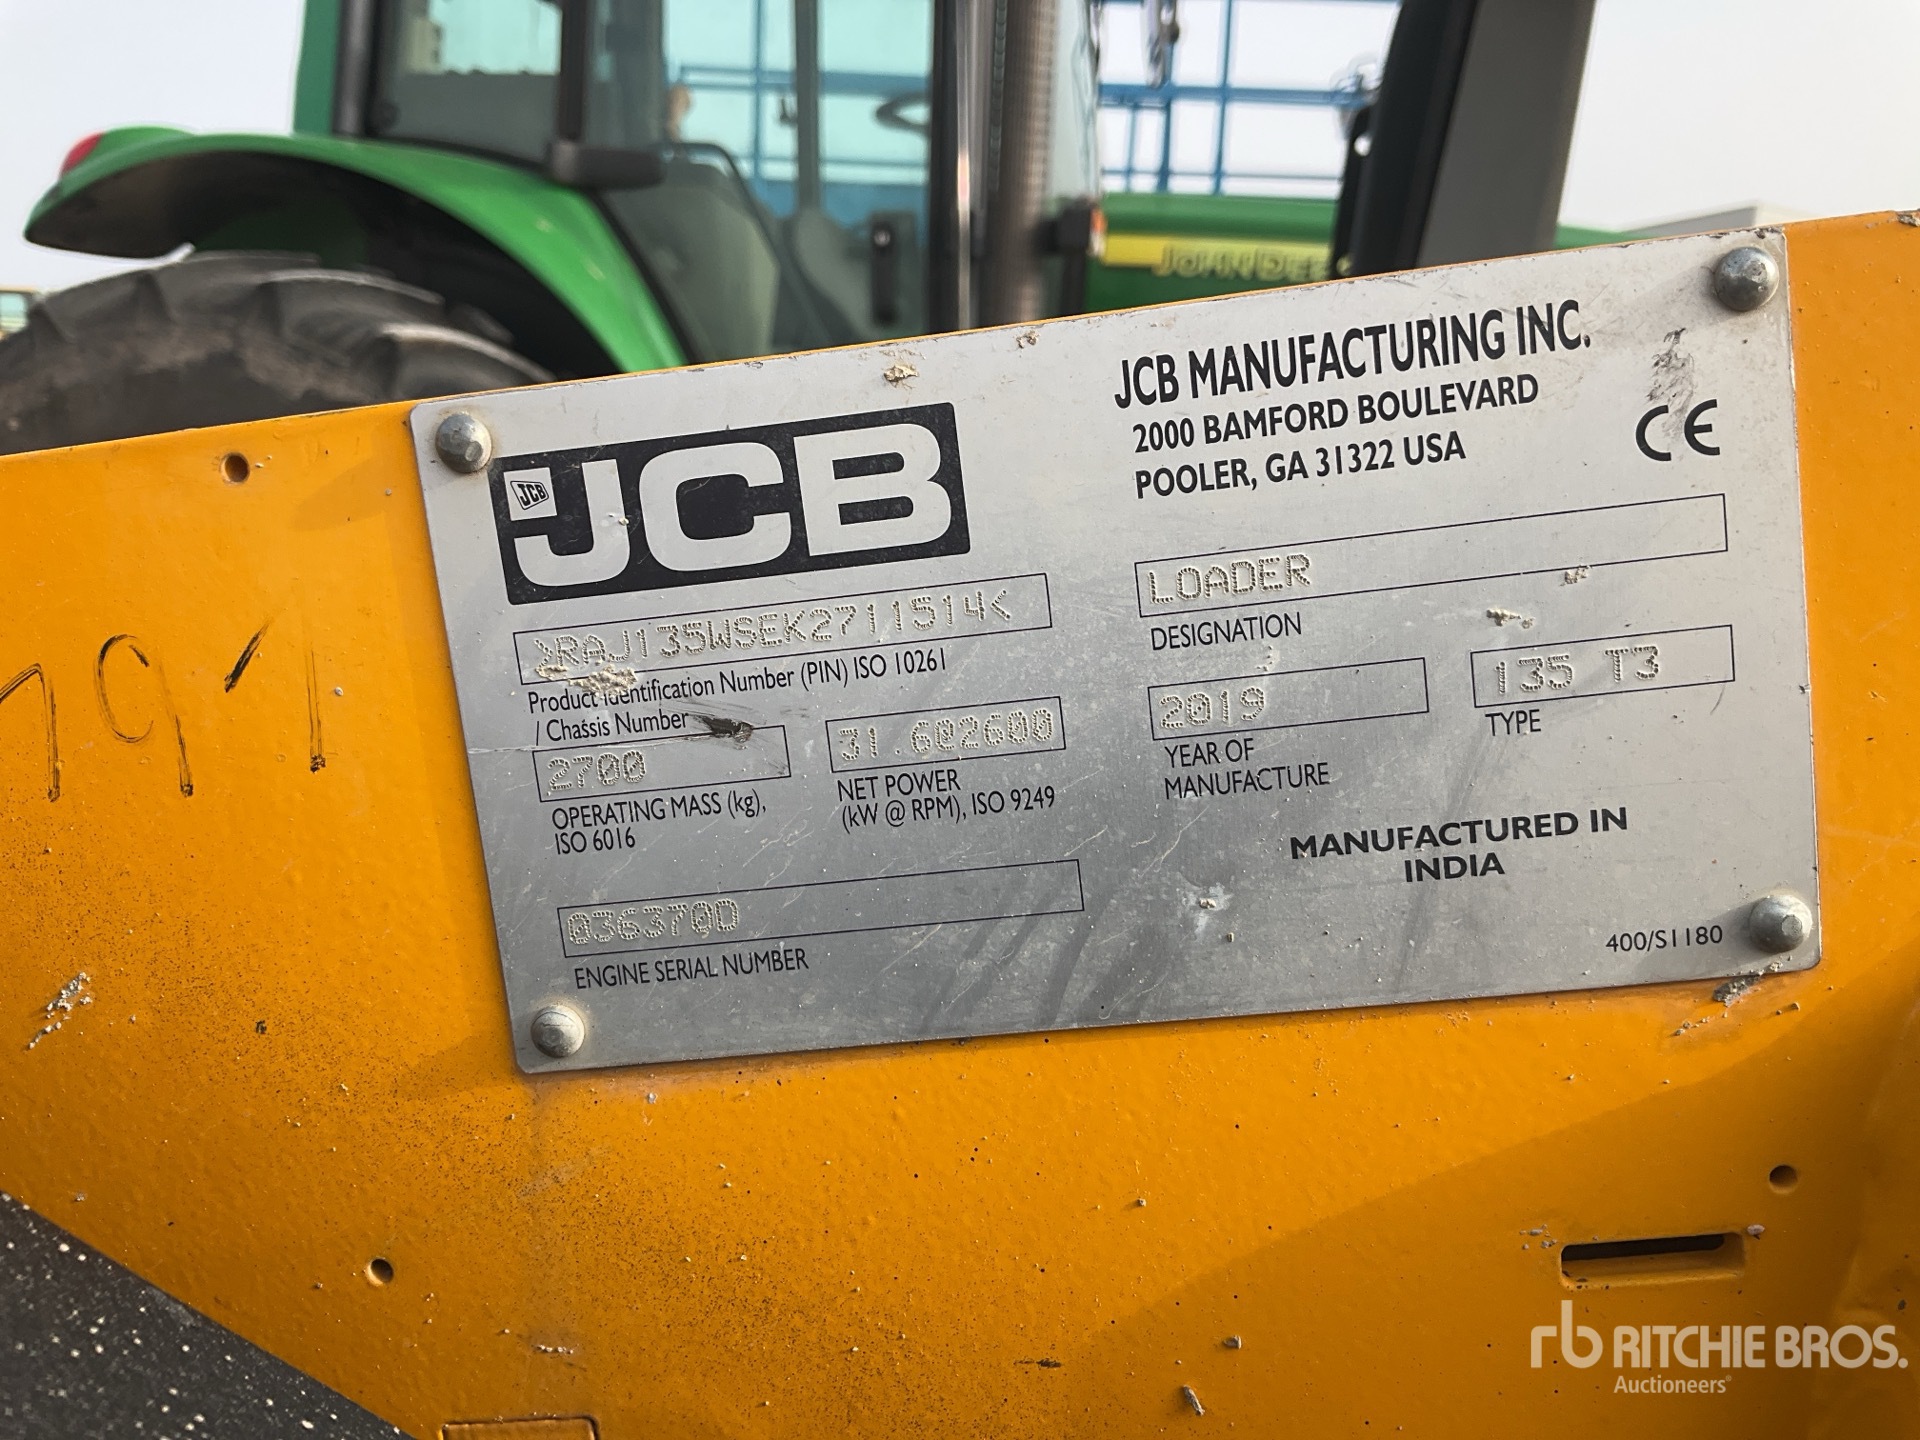 JOHN DEE
JCB MANUFACTURING INC.
2000 BAMFORD BOULEVARD
POOLER, GA 31322 USA
CE
JCB
JCB
>RAJ135WSEK2711514<
Product Identification Number (PIN) ISO 10261
/ Chassis Number
LOADER
DESIGNATION
2700
OPERATING MASS (kg),
ISO 6016
31.6@2600
NET POWER
(kW @ RPM), ISO 9249
2019
YEAR OF
MANUFACTURE
135 T3
TYPE
MANUFACTURED IN
INDIA
0363700
ENGINE SERIAL NUMBER
400/S1180
191
rb RITCHIE BROS.
Auctioneers